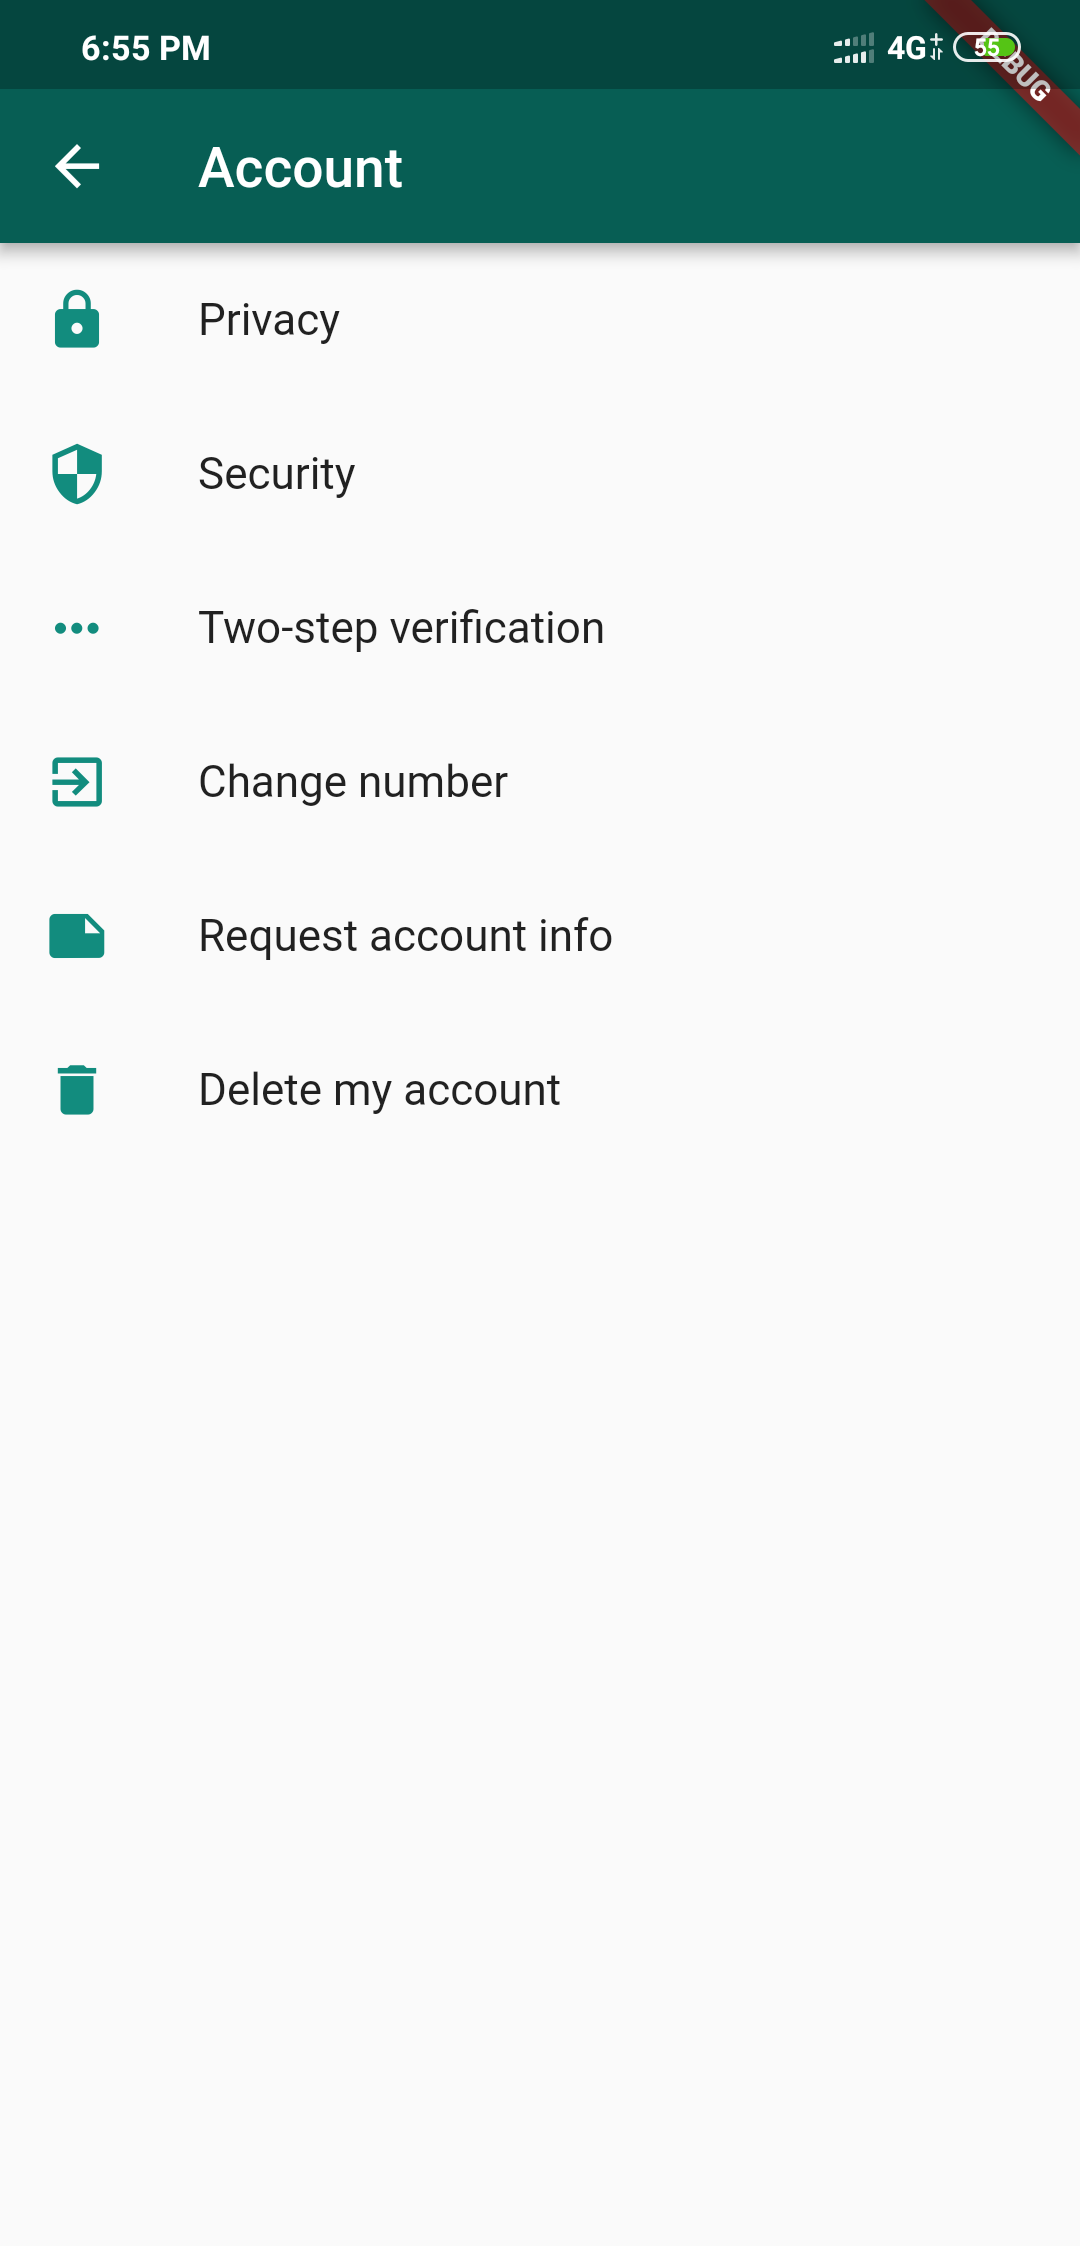 6:55 PM
4G+ 55
DEBUG
Account
Privacy
Security
Two-step verification
Change number
Request account info
Delete my account